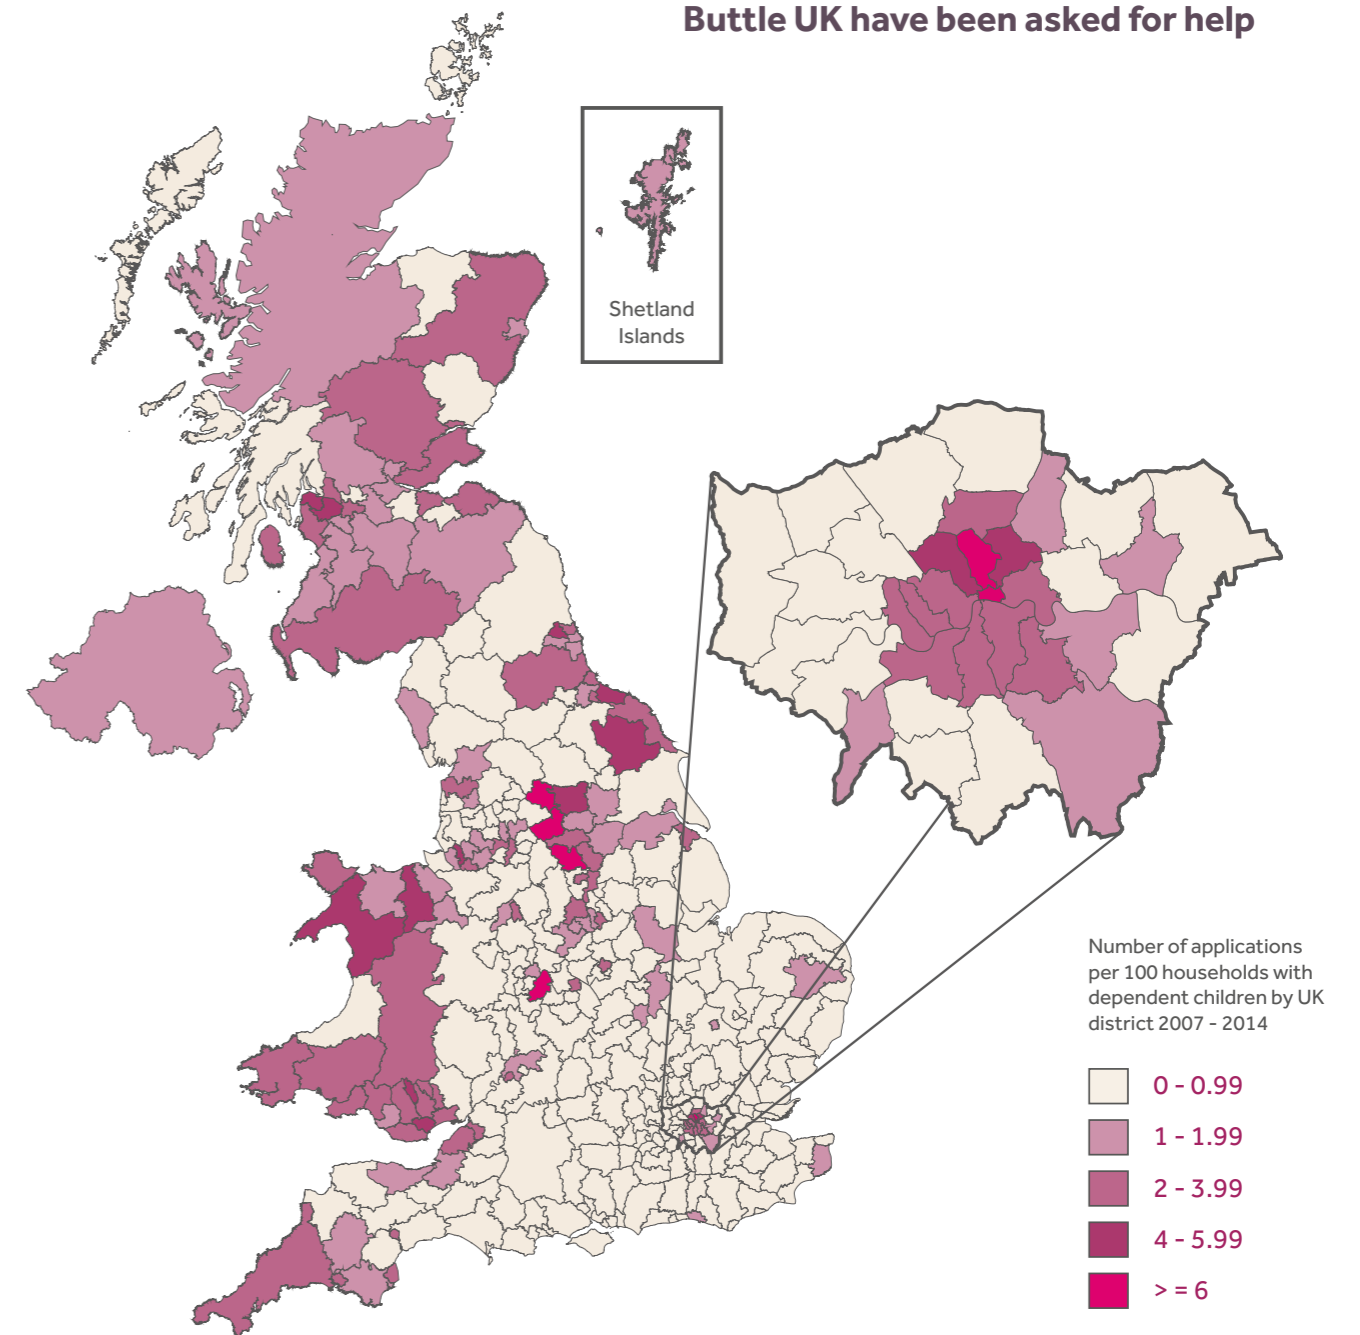 Buttle UK have been asked for help
Shetland
Islands
Number of applications
per 100 households with
dependent children by UK
district 2007 - 2014
0 - 0.99
1 - 1.99
2 - 3.99
4 - 5.99
> = 6